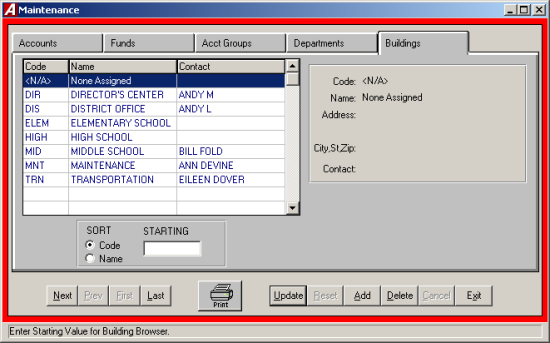 A Maintenance
Accounts Funds Acct Groups Departments Buildings
Code Name Contact
<N/A> None Assigned
DIR DIRECTOR'S CENTER ANDY M
DIS DISTRICT OFFICE ANDY L
ELEM ELEMENTARY SCHOOL
HIGH HIGH SCHOOL
MID MIDDLE SCHOOL BILL FOLD
MNT MAINTENANCE ANN DEVINE
TRN TRANSPORTATION EILEEN DOVER
Code: <N/A>
Name: None Assigned
Address:
City,St,Zip:
Contact:
SORT STARTING
Code
Name
Next Prev First Last Print Update Reset Add Delete Cancel Exit
Enter Starting Value for Building Browser.